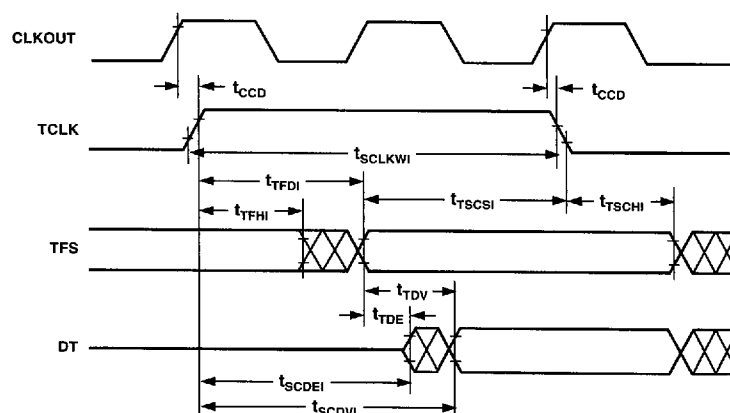 CLKOUT
tCCD
tCCD
TCLK
tSCLKWI
tTFDI
tTSCSI
tTSCHI
tTFHI
TFS
tTDV
tTDE
DT
tSCDEI
tSCDVI